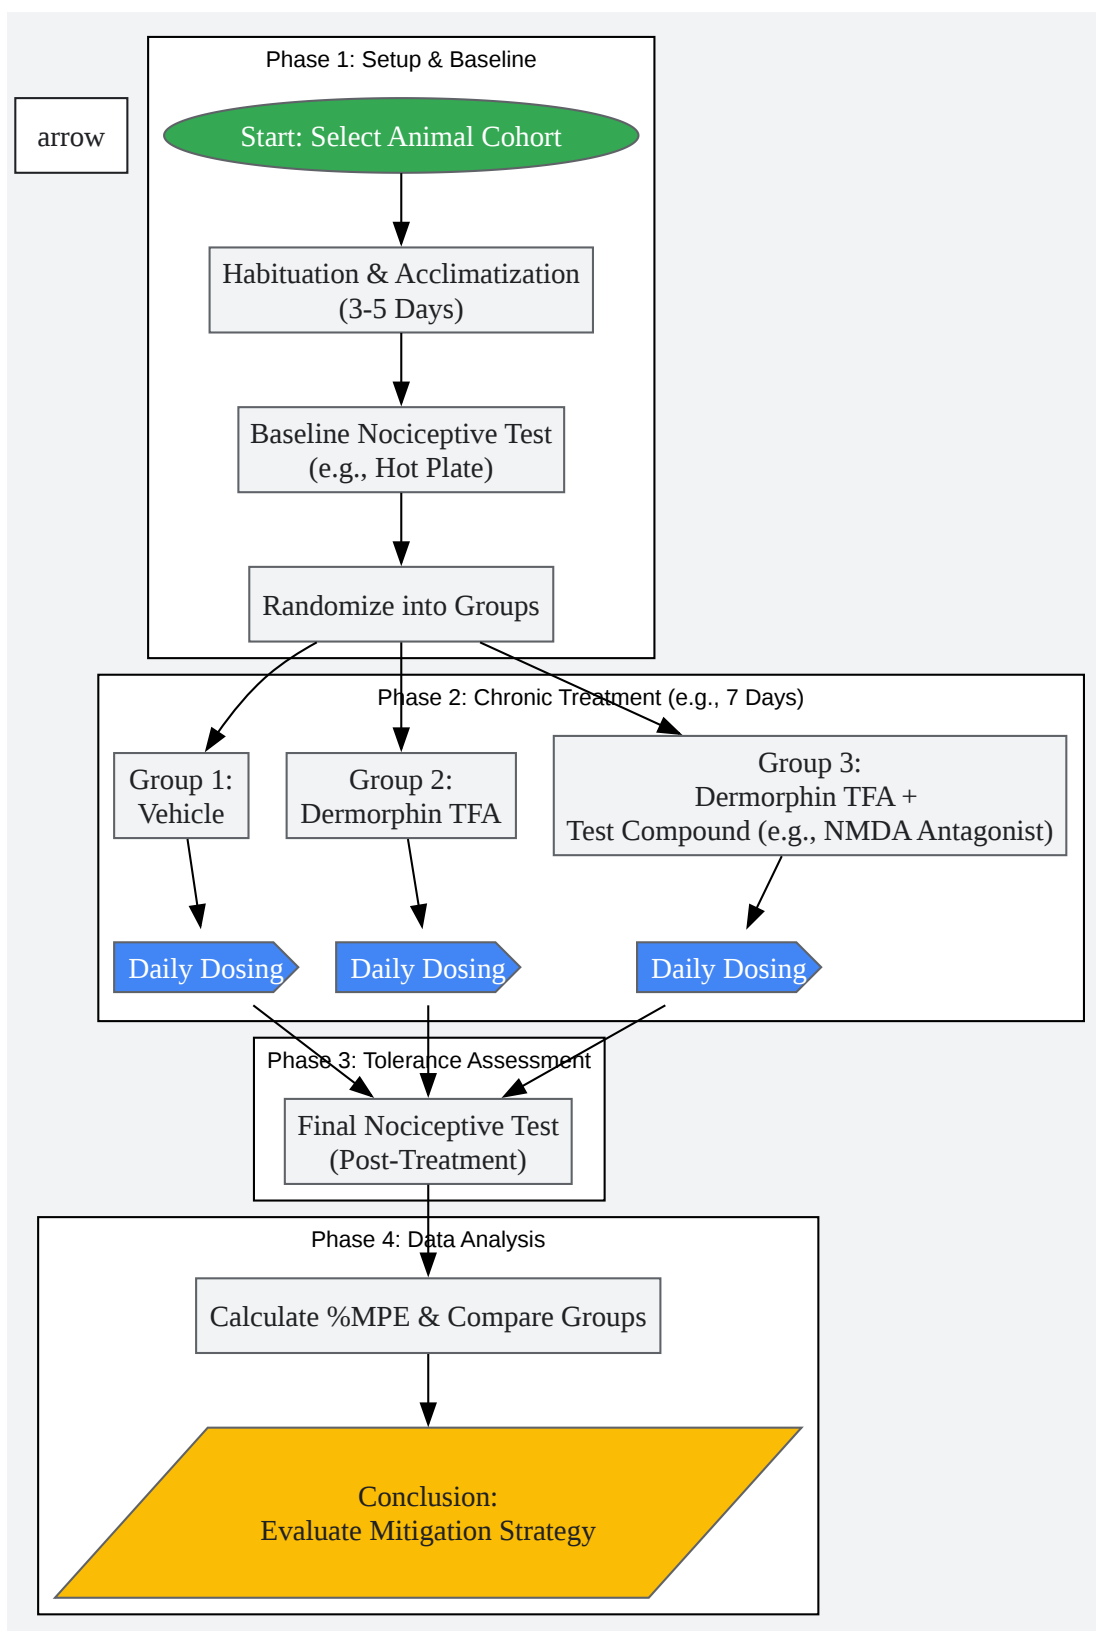 Phase 1: Setup & Baseline
arrow
Start: Select Animal Cohort
Habituation & Acclimatization
(3-5 Days)
Baseline Nociceptive Test
(e.g., Hot Plate)
Randomize into Groups
Phase 2: Chronic Treatment (e.g., 7 Days)
Group 1:
Vehicle
Group 2:
Dermorphin TFA
Group 3:
Dermorphin TFA +
Test Compound (e.g., NMDA Antagonist)
Daily Dosing
Daily Dosing
Daily Dosing
Phase 3: Tolerance Assessment
Final Nociceptive Test
(Post-Treatment)
Phase 4: Data Analysis
Calculate %MPE & Compare Groups
Conclusion:
Evaluate Mitigation Strategy